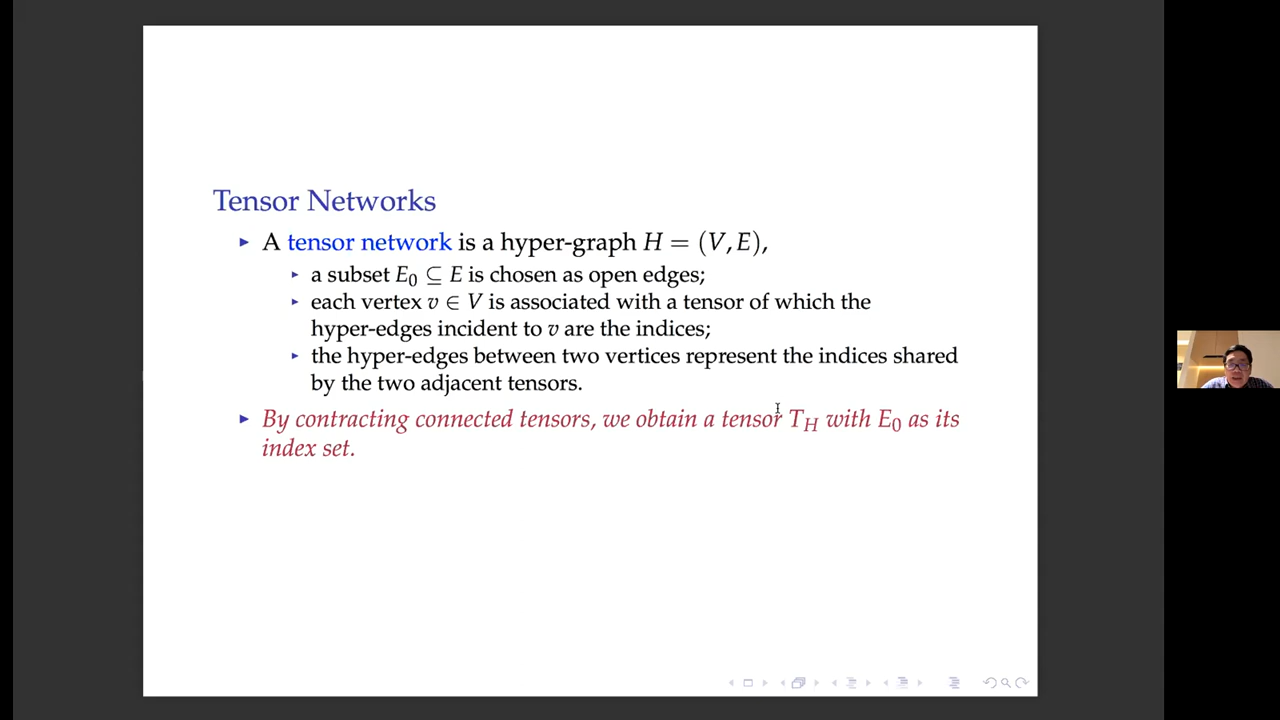 Tensor Networks
▸ A tensor network is a hyper-graph H = (V, E),
▸ a subset E₀ ⊆ E is chosen as open edges;
▸ each vertex v ∈ V is associated with a tensor of which the
hyper-edges incident to v are the indices;
▸ the hyper-edges between two vertices represent the indices shared
by the two adjacent tensors.
▸ By contracting connected tensors, we obtain a tensor T_H with E₀ as its
index set.